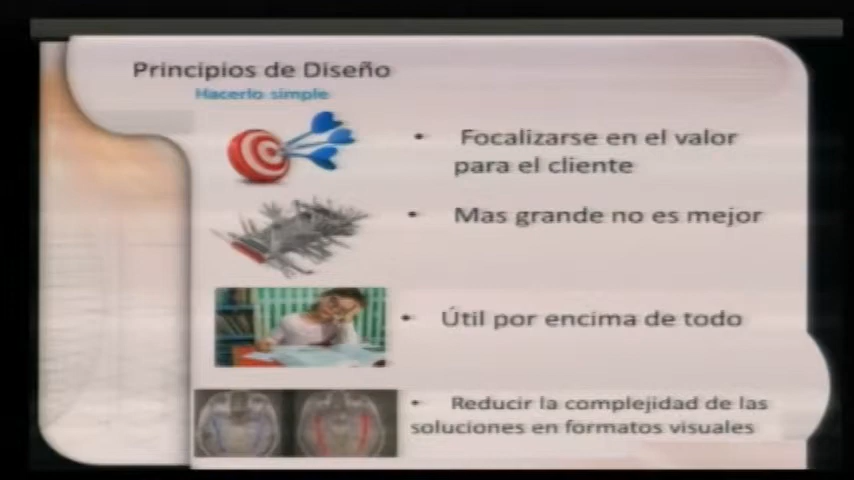 Principios de Diseño
Hacerlo simple
• Focalizarse en el valor
para el cliente
• Mas grande no es mejor
• Útil por encima de todo
• Reducir la complejidad de las
soluciones en formatos visuales